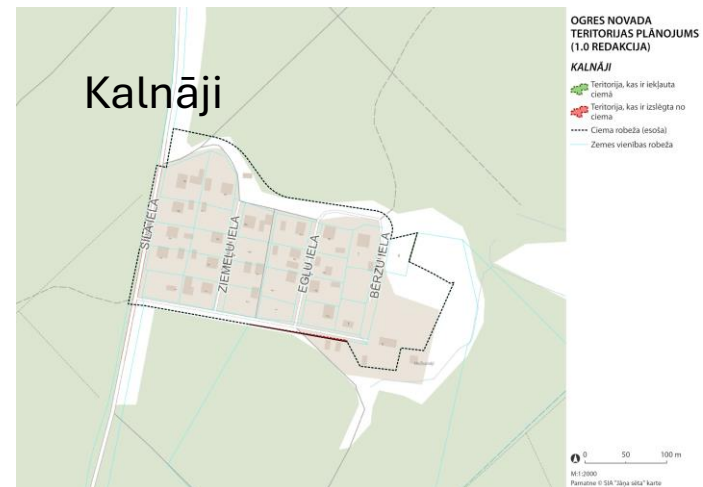 Kalnāji
SILA IELA
ZIEMEĻU IELA
EGĻU IELA
BĒRZU IELA
OGRES NOVADA
TERITORIJAS PLĀNOJUMS
(1.0 REDAKCIJA)
KALNĀJI
Teritorija, kas ir iekļauta
ciemā
Teritorija, kas ir izslēgta no
ciema
Ciema robeža (esoša)
Zemes vienības robeža
0 50 100 m
M:1:2000
Pamatne © SIA "Jāņa sēta" karte